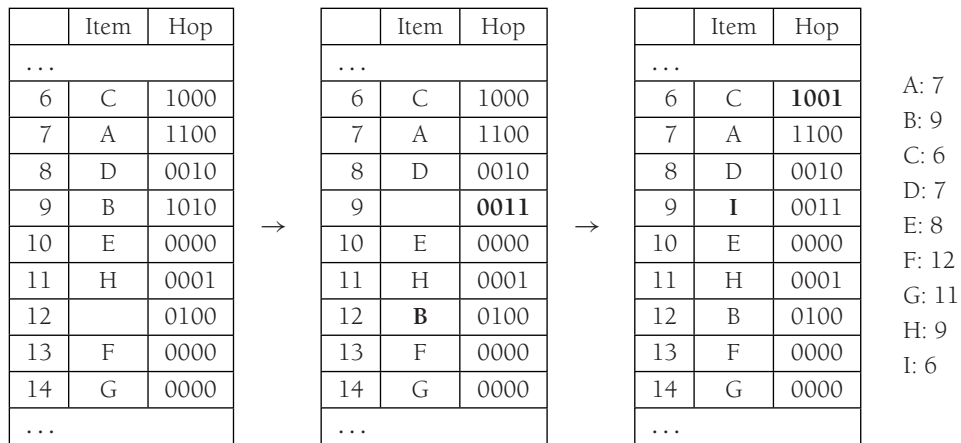 Item Hop Item Hop Item Hop
... ... ...
6 C 1000 6 C 1000 6 C 1001
7 A 1100 7 A 1100 7 A 1100
8 D 0010 8 D 0010 8 D 0010
9 B 1010 → 9 0011 → 9 I 0011
10 E 0000 10 E 0000 10 E 0000
11 H 0001 11 H 0001 11 H 0001
12 0100 12 B 0100 12 B 0100
13 F 0000 13 F 0000 13 F 0000
14 G 0000 14 G 0000 14 G 0000
... ... ...
A: 7
B: 9
C: 6
D: 7
E: 8
F: 12
G: 11
H: 9
I: 6